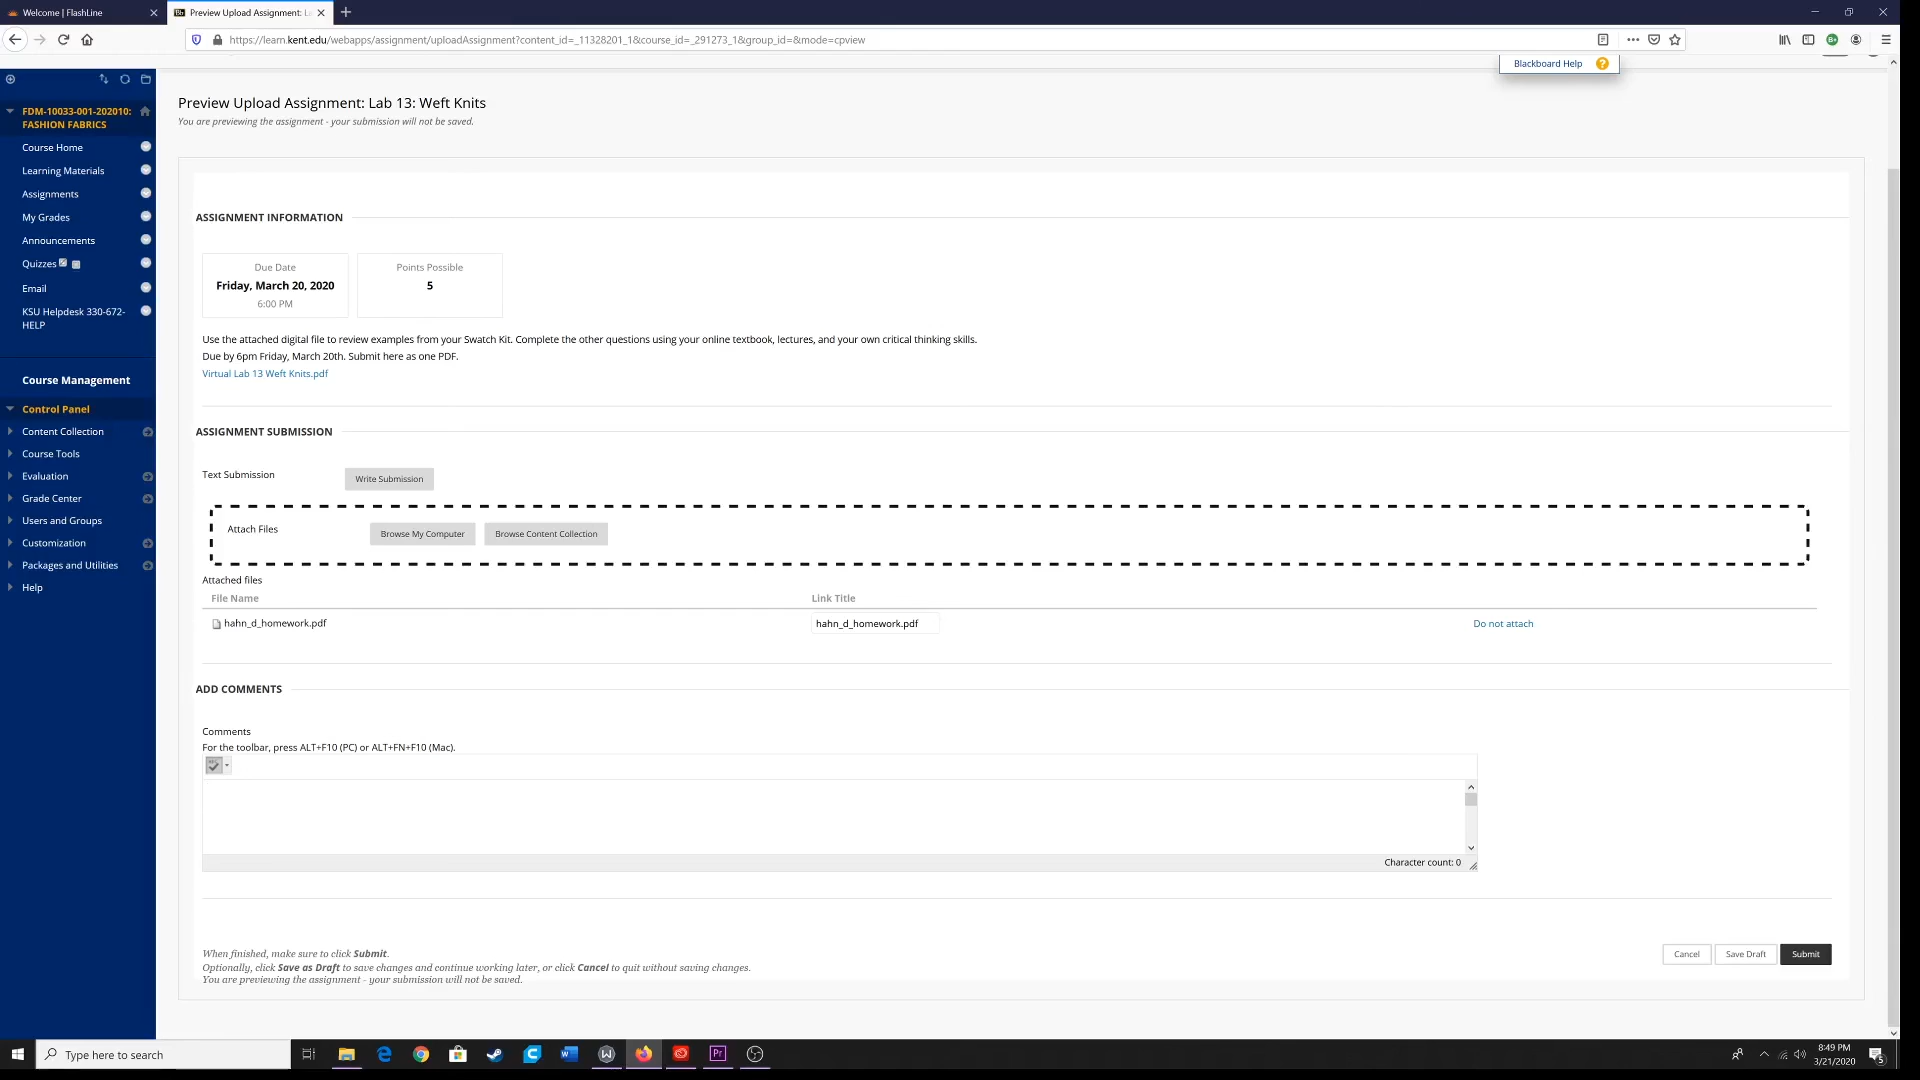 Welcome | FlashLine
Preview Upload Assignment: L
https://learn.kent.edu/webapps/assignment/uploadAssignment?content_id=_11328201_1&course_id=_291273_1&group_id=&mode=cpview
Blackboard Help ?
FDM-10033-001-202010:
FASHION FABRICS
Course Home
Learning Materials
Assignments
My Grades
Announcements
Quizzes
Email
KSU Helpdesk 330-672-
HELP
Course Management
Control Panel
Content Collection
Course Tools
Evaluation
Grade Center
Users and Groups
Customization
Packages and Utilities
Help
Preview Upload Assignment: Lab 13: Weft Knits
You are previewing the assignment - your submission will not be saved.
ASSIGNMENT INFORMATION
Due Date
Friday, March 20, 2020
6:00 PM
Points Possible
5
Use the attached digital file to review examples from your Swatch Kit. Complete the other questions using your online textbook, lectures, and your own critical thinking skills.
Due by 6pm Friday, March 20th. Submit here as one PDF.
Virtual Lab 13 Weft Knits.pdf
ASSIGNMENT SUBMISSION
Text Submission Write Submission
Attach Files Browse My Computer Browse Content Collection
Attached files
File Name Link Title
hahn_d_homework.pdf hahn_d_homework.pdf Do not attach
ADD COMMENTS
Comments
For the toolbar, press ALT+F10 (PC) or ALT+FN+F10 (Mac).
Character count: 0
When finished, make sure to click Submit.
Optionally, click Save as Draft to save changes and continue working later, or click Cancel to quit without saving changes.
You are previewing the assignment - your submission will not be saved.
Cancel Save Draft Submit
Type here to search
Pr
8:49 PM
3/21/2020
5